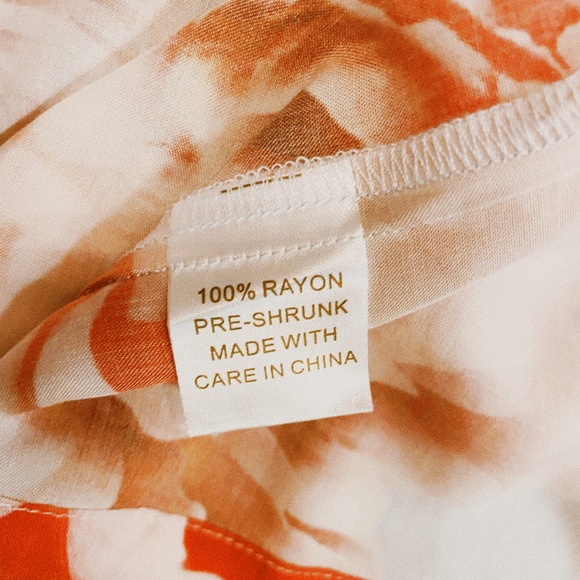 100% RAYON
PRE-SHRUNK
MADE WITH
CARE IN CHINA